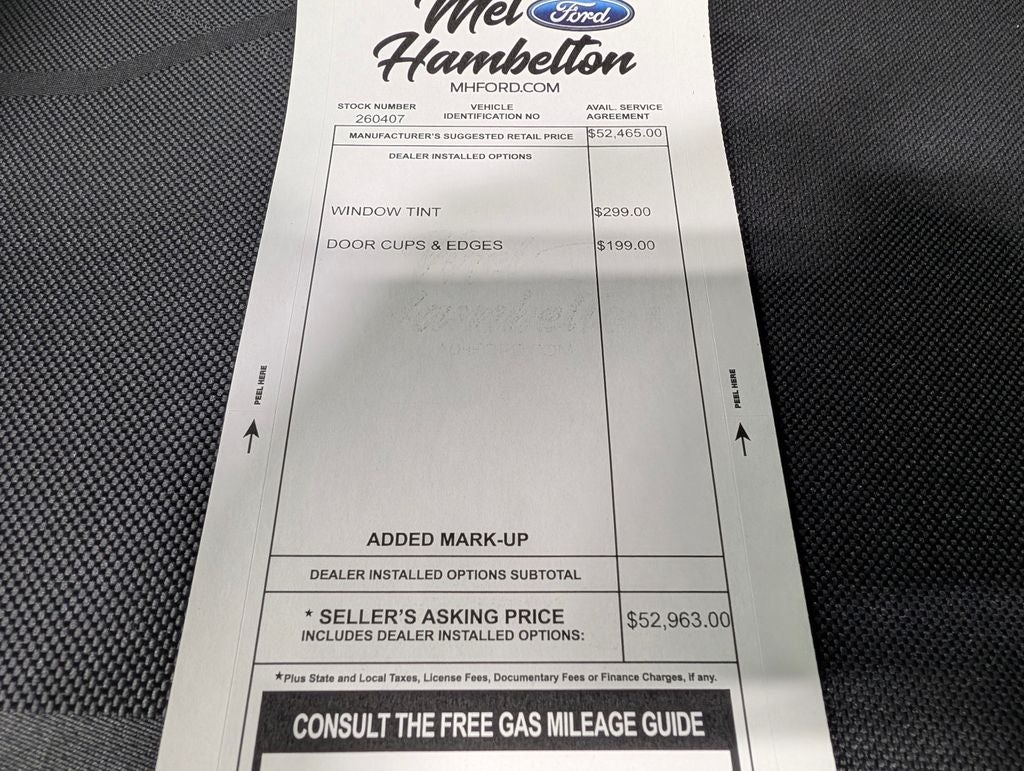 Mel Ford
Hambelton
MHFORD.COM
STOCK NUMBER
260407
VEHICLE
IDENTIFICATION NO
AVAIL. SERVICE
AGREEMENT
MANUFACTURER'S SUGGESTED RETAIL PRICE $52,465.00
DEALER INSTALLED OPTIONS
WINDOW TINT $299.00
DOOR CUPS & EDGES $199.00
PEEL HERE
PEEL HERE
ADDED MARK-UP
DEALER INSTALLED OPTIONS SUBTOTAL
* SELLER'S ASKING PRICE $52,963.00
INCLUDES DEALER INSTALLED OPTIONS:
*Plus State and Local Taxes, License Fees, Documentary Fees or Finance Charges, if any.
CONSULT THE FREE GAS MILEAGE GUIDE